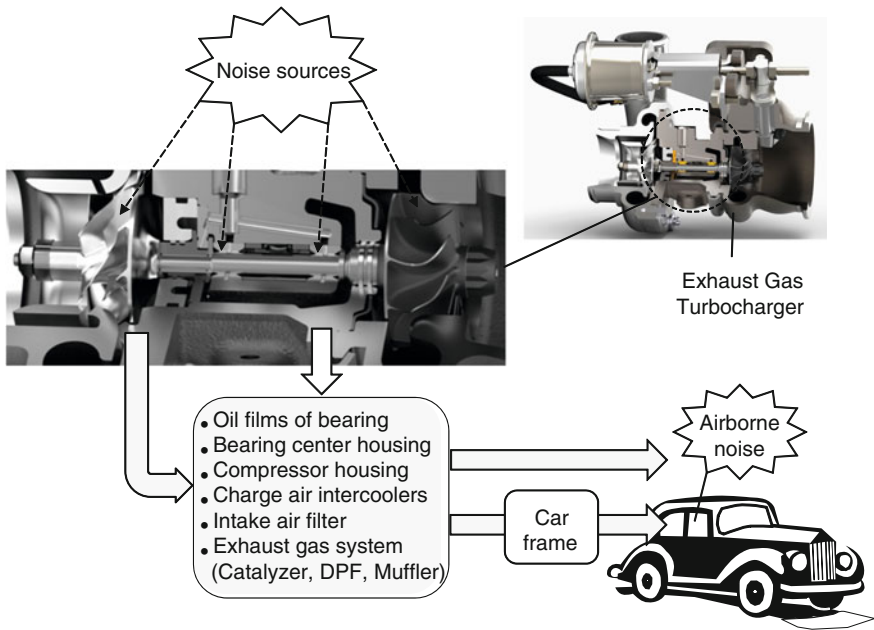 Noise sources
Exhaust Gas
Turbocharger
• Oil films of bearing
• Bearing center housing
• Compressor housing
• Charge air intercoolers
• Intake air filter
• Exhaust gas system
(Catalyzer, DPF, Muffler)
Car
frame
Airborne
noise